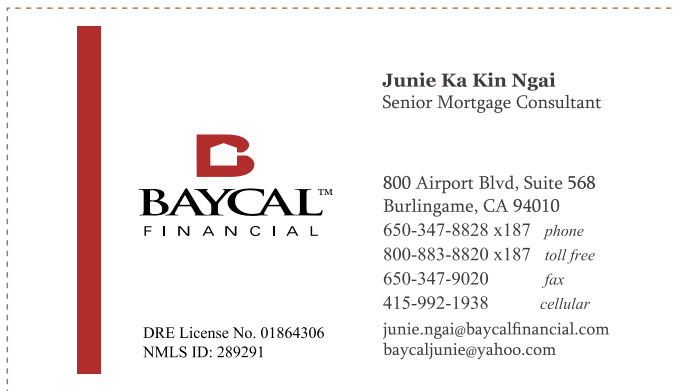 Junie Ka Kin Ngai
Senior Mortgage Consultant
BAYCAL™
FINANCIAL
800 Airport Blvd, Suite 568
Burlingame, CA 94010
650-347-8828 x187 phone
800-883-8820 x187 toll free
650-347-9020 fax
415-992-1938 cellular
junie.ngai@baycalfinancial.com
baycaljunie@yahoo.com
DRE License No. 01864306
NMLS ID: 289291